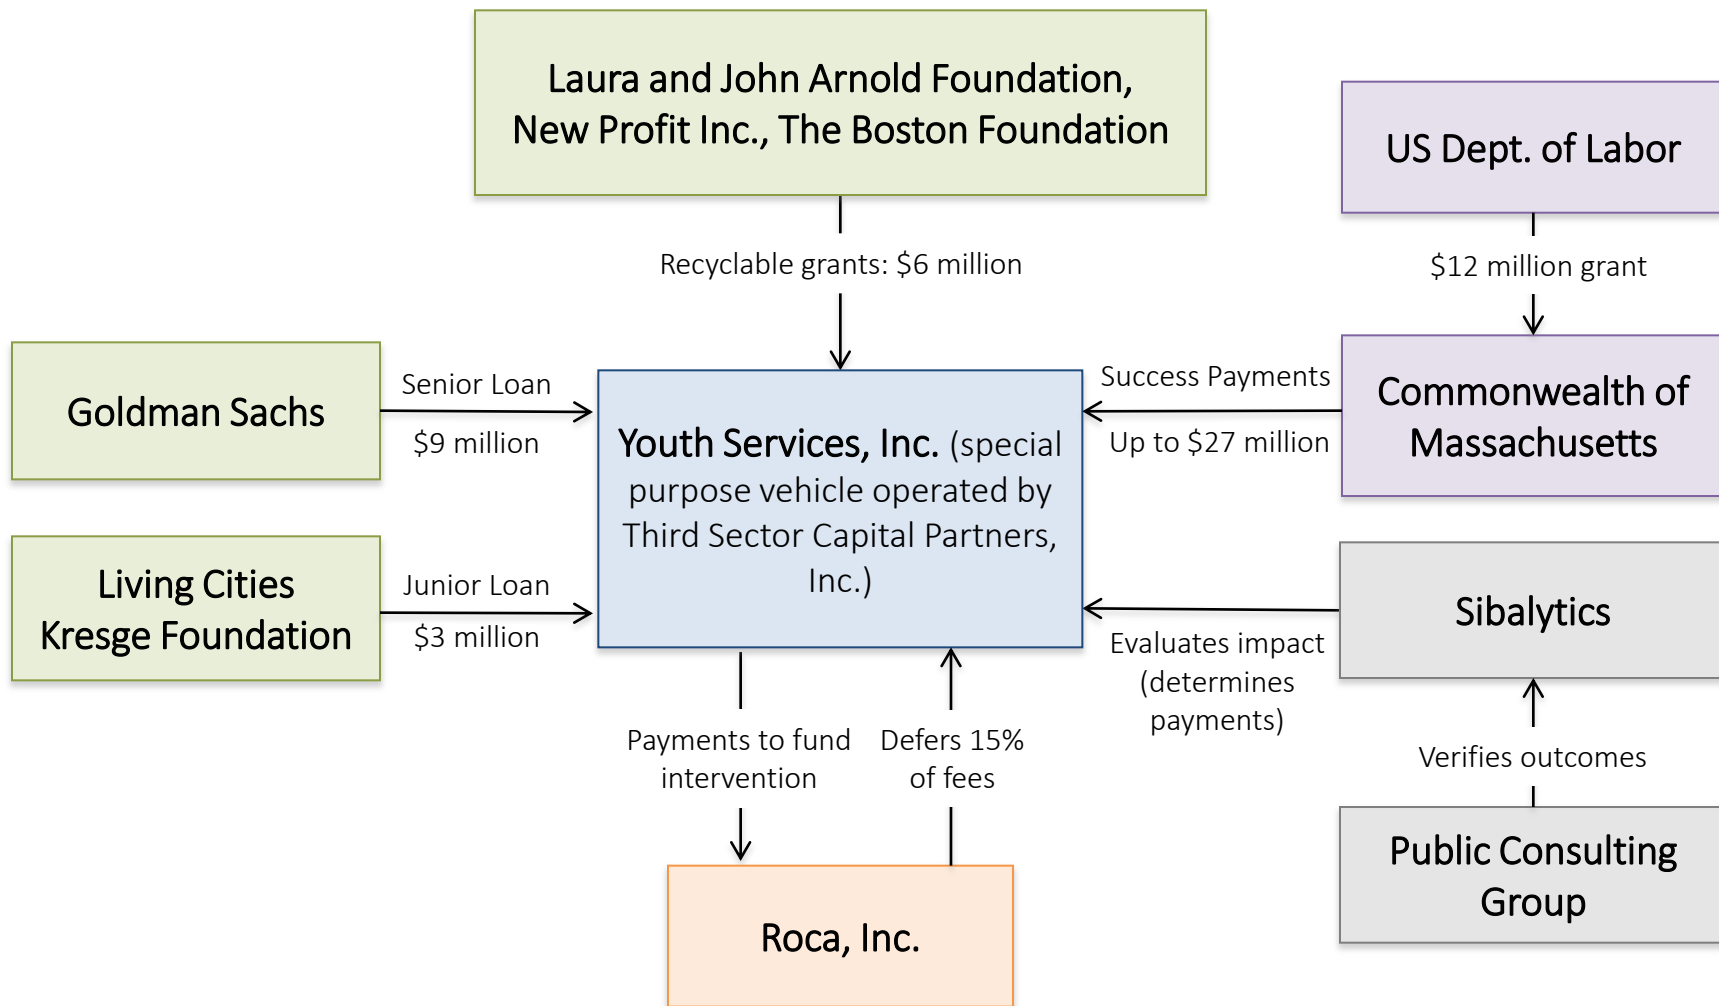 Laura and John Arnold Foundation,
New Profit Inc., The Boston Foundation
US Dept. of Labor
Recyclable grants: $6 million
$12 million grant
Goldman Sachs
Senior Loan
$9 million
Youth Services, Inc. (special
purpose vehicle operated by
Third Sector Capital Partners,
Inc.)
Success Payments
Up to $27 million
Commonwealth of
Massachusetts
Living Cities
Kresge Foundation
Junior Loan
$3 million
Evaluates impact
(determines
payments)
Sibalytics
Payments to fund
intervention
Defers 15%
of fees
Verifies outcomes
Public Consulting
Group
Roca, Inc.